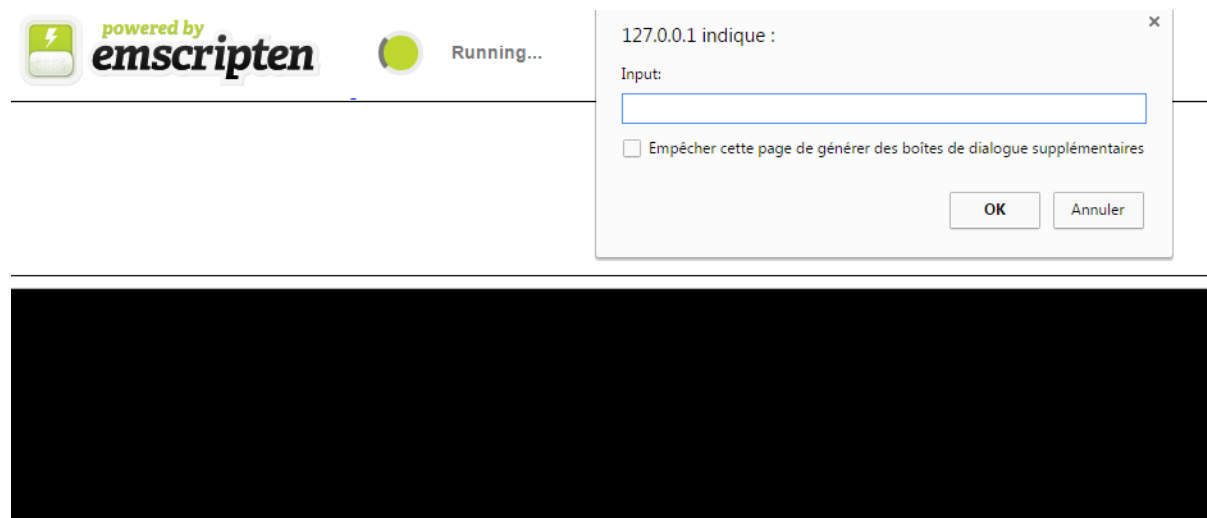 powered by
emscripten
Running...
127.0.0.1 indique :
Input:
Empêcher cette page de générer des boîtes de dialogue supplémentaires
OK
Annuler